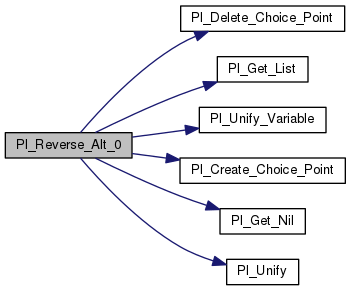 Pl_Delete_Choice_Point
Pl_Get_List
Pl_Unify_Variable
Pl_Reverse_Alt_0
Pl_Create_Choice_Point
Pl_Get_Nil
Pl_Unify